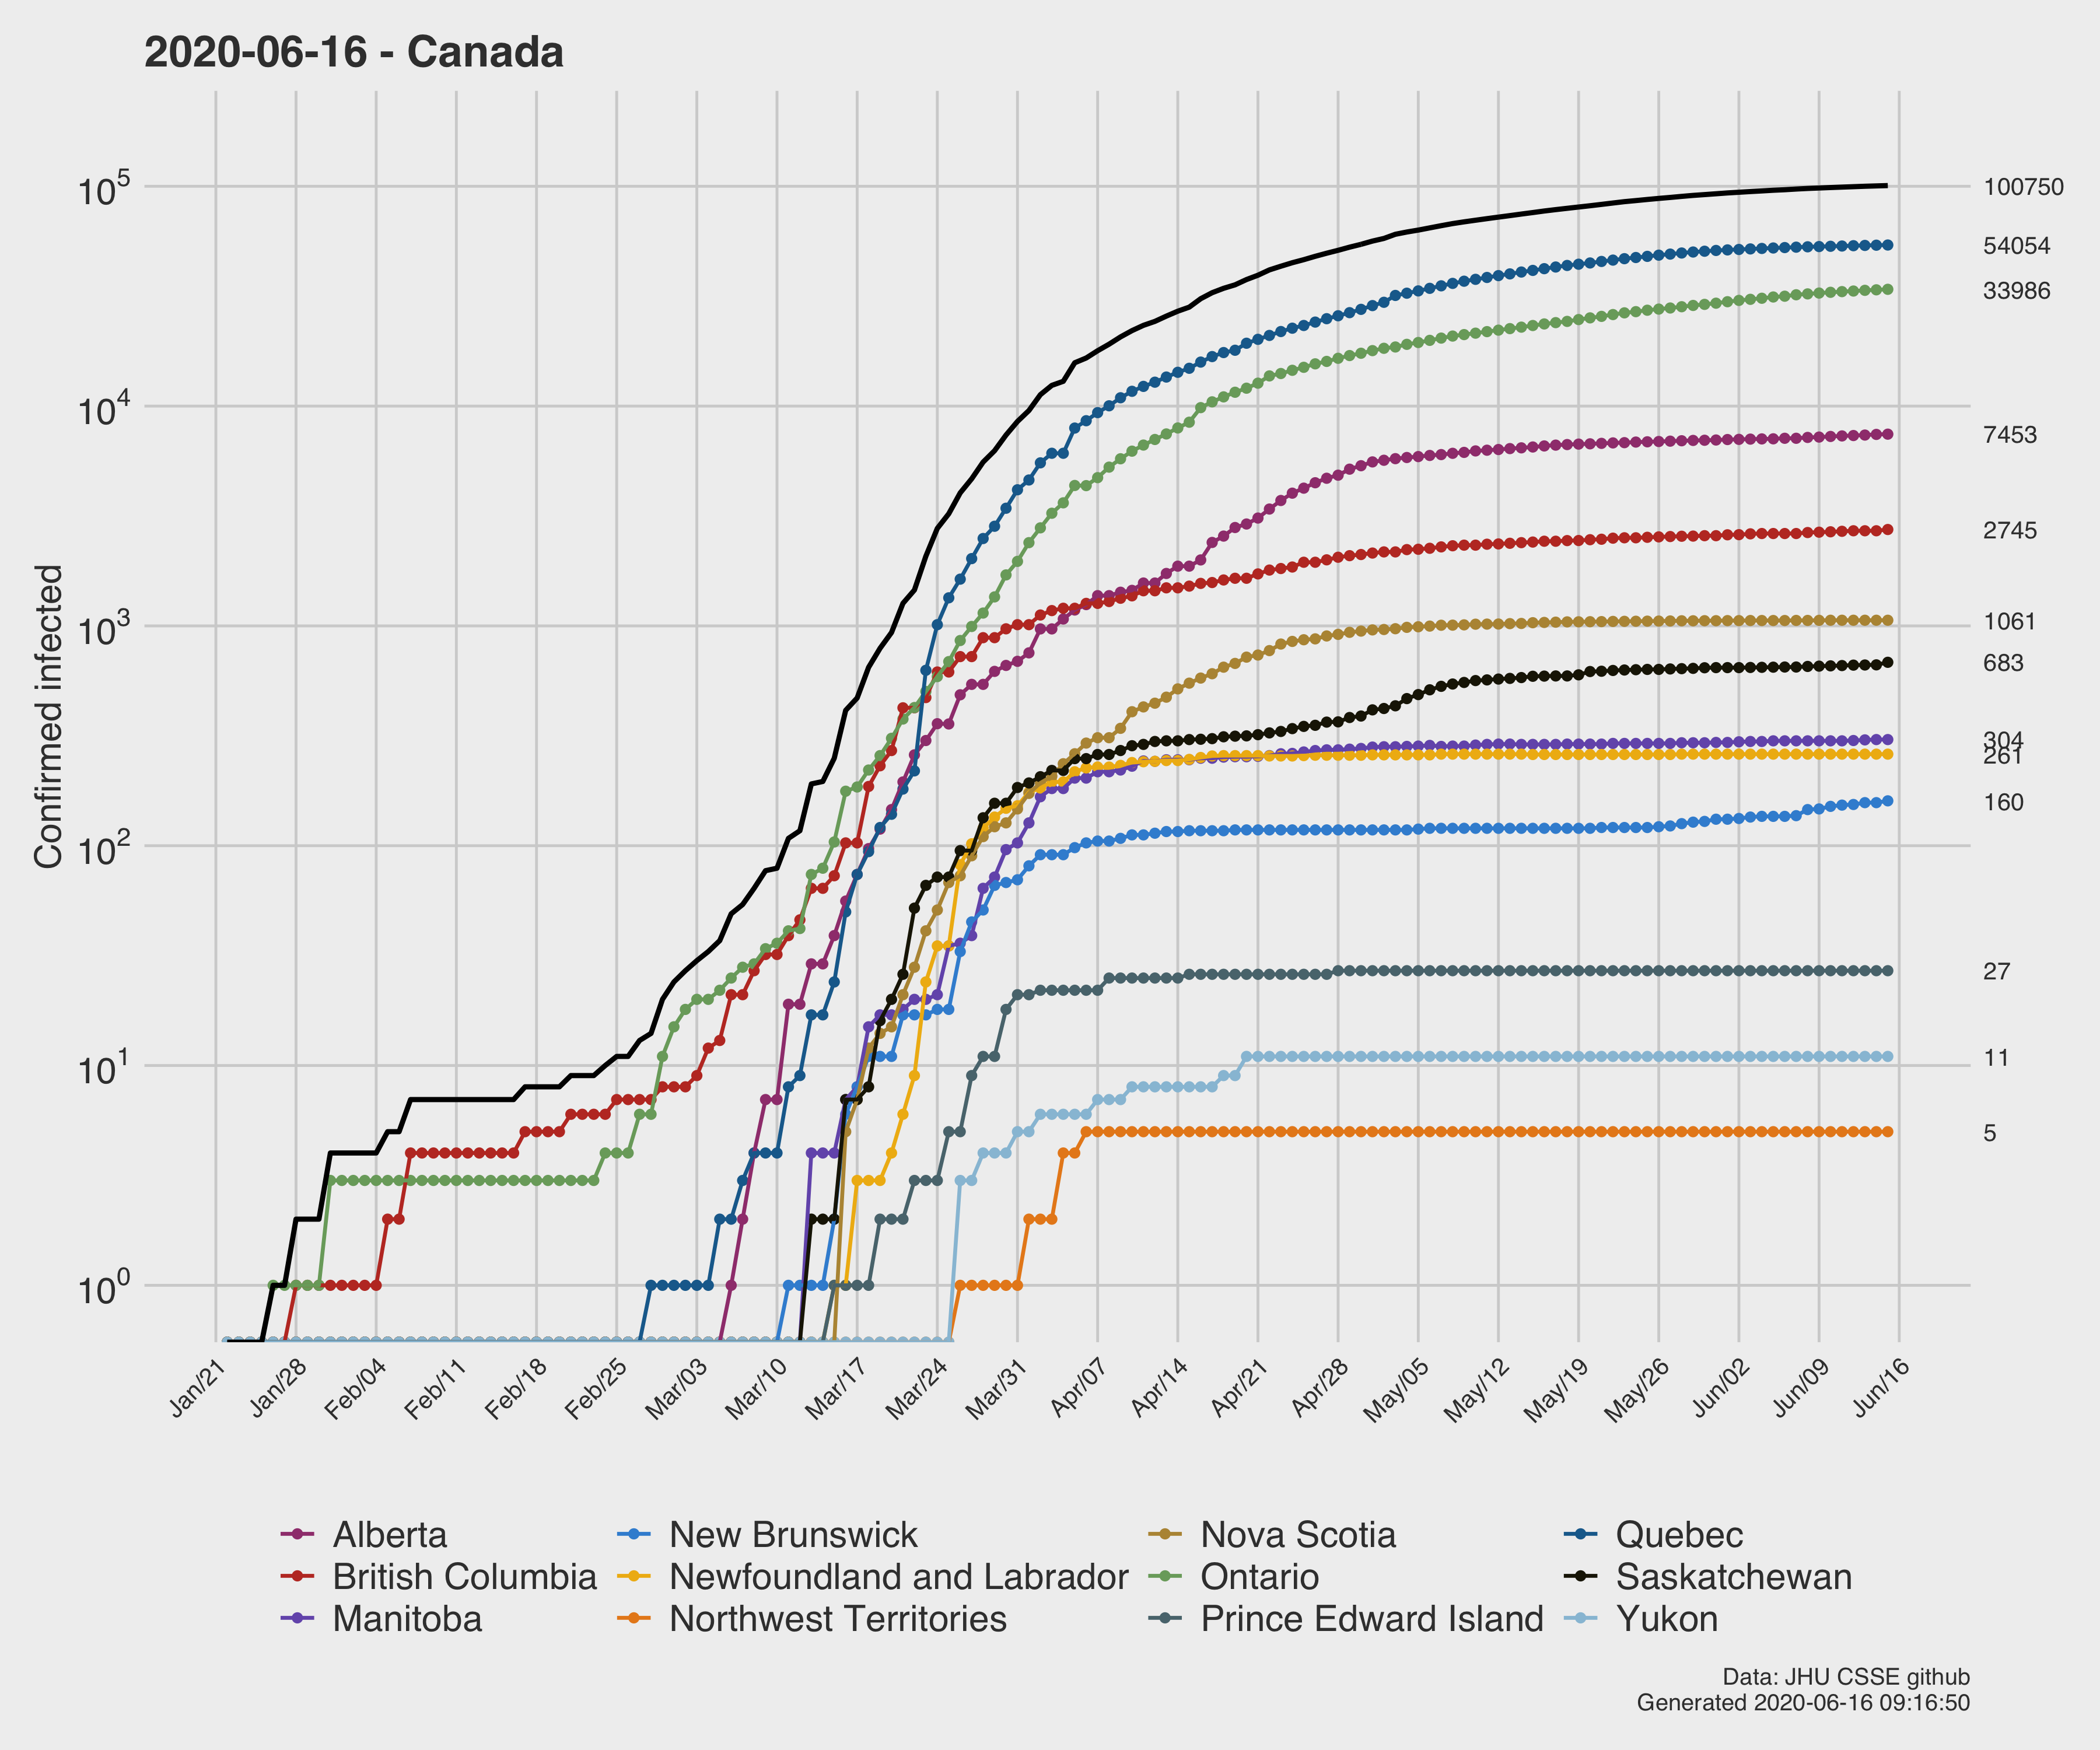 2020-06-16 - Canada
Confirmed infected
10^5
10^4
10^3
10^2
10^1
10^0
100750
54054
33986
7453
2745
1061
683
304
261
160
27
11
5
Jan/21
Jan/28
Feb/04
Feb/11
Feb/18
Feb/25
Mar/03
Mar/10
Mar/17
Mar/24
Mar/31
Apr/07
Apr/14
Apr/21
Apr/28
May/05
May/12
May/19
May/26
Jun/02
Jun/09
Jun/16
Alberta
New Brunswick
Nova Scotia
Quebec
British Columbia
Newfoundland and Labrador
Ontario
Saskatchewan
Manitoba
Northwest Territories
Prince Edward Island
Yukon
Data: JHU CSSE github
Generated 2020-06-16 09:16:50